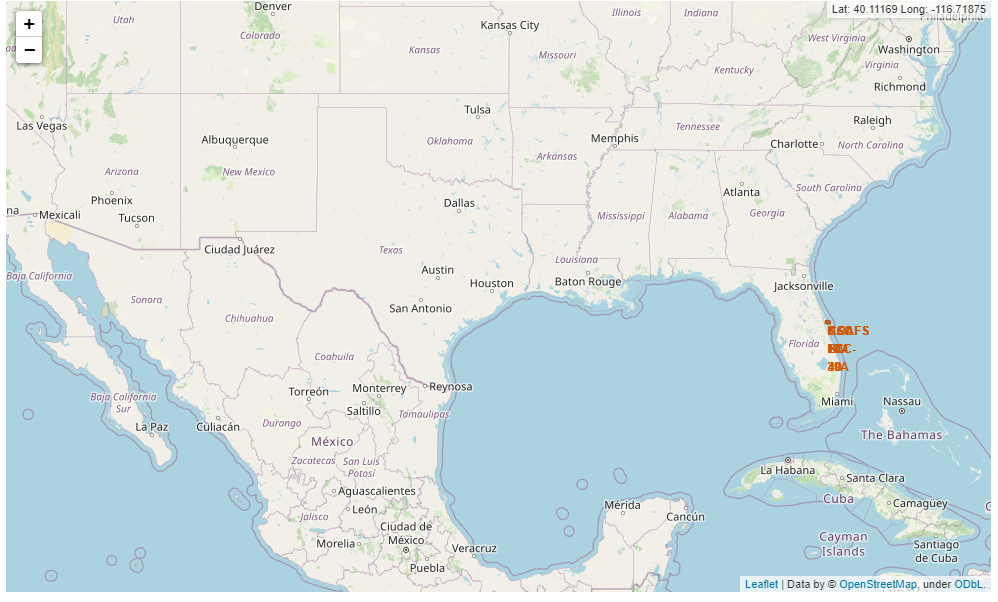 +
−
Lat: 40.11169 Long: -116.71875
Denver
Utah
Colorado
Kansas City
Kansas
Missouri
Illinois
Indiana
Philadelphia
West Virginia
Washington
Kentucky
Virginia
Richmond
Las Vegas
Tulsa
Albuquerque
Oklahoma
Memphis
Tennessee
Raleigh
Charlotte
North Carolina
Arkansas
Arizona
New Mexico
Phoenix
Atlanta
South Carolina
na
Mexicali
Tucson
Dallas
Mississippi
Alabama
Georgia
Ciudad Juárez
Texas
Louisiana
Baja California
Austin
Houston
Baton Rouge
Jacksonville
Sonora
San Antonio
Chihuahua
Florida
Coahuila
Torreón
Monterrey
Reynosa
Baja California
Sur
Saltillo
Miami
Nassau
La Paz
Culiacán
Durango
Tamaulipas
México
The Bahamas
Zacatecas
San Luis
Potosí
La Habana
Santa Clara
Aguascalientes
Cuba
Camagüey
Jalisco
León
Mérida
Cancún
Ciudad de
México
Morelia
Veracruz
Puebla
Cayman
Islands
Santiago
de Cuba
Leaflet | Data by © OpenStreetMap, under ODbL.